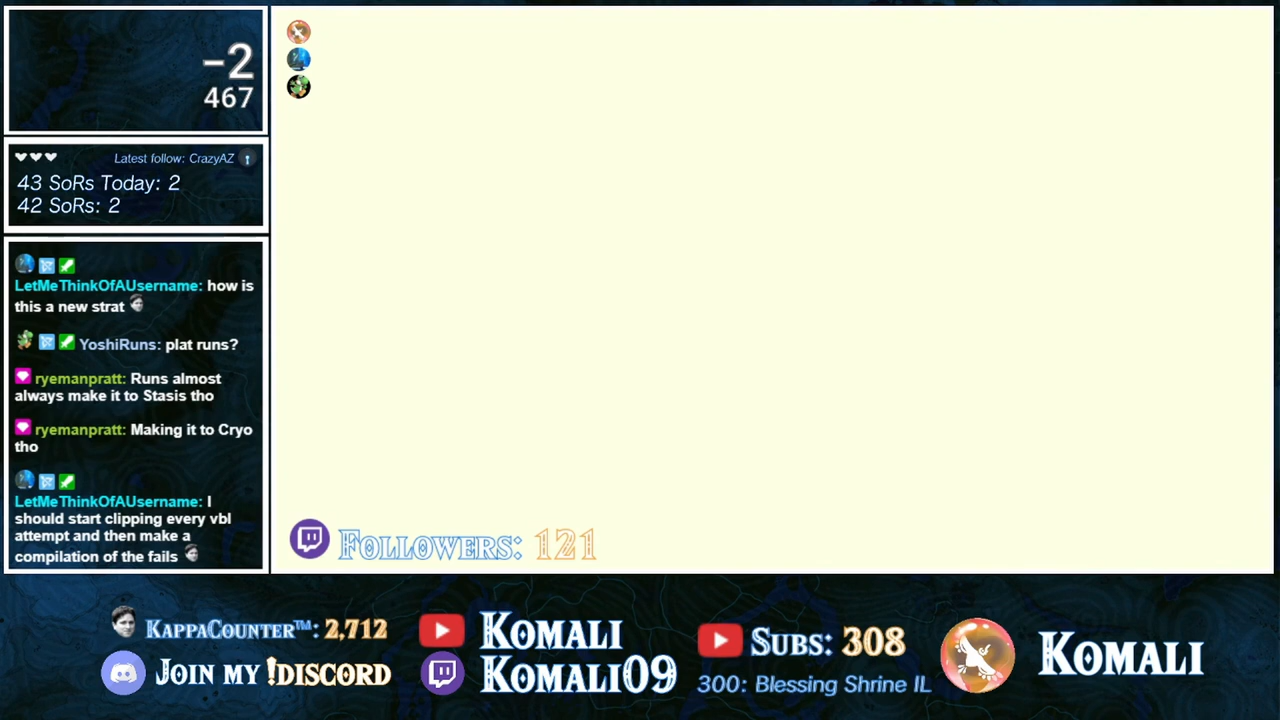 -2
467
Latest follow: CrazyAZ
43 SoRs Today: 2
42 SoRs: 2
LetMeThinkOfAUsername: how is
this a new strat
YoshiRuns: plat runs?
ryemanpratt: Runs almost
always make it to Stasis tho
ryemanpratt: Making it to Cryo
tho
LetMeThinkOfAUsername: I
should start clipping every vbl
attempt and then make a
compilation of the fails
Followers: 121
KappaCounter™: 2,712
Join my !discord
Komali
Komali09
Subs: 308
300: Blessing Shrine IL
Komali